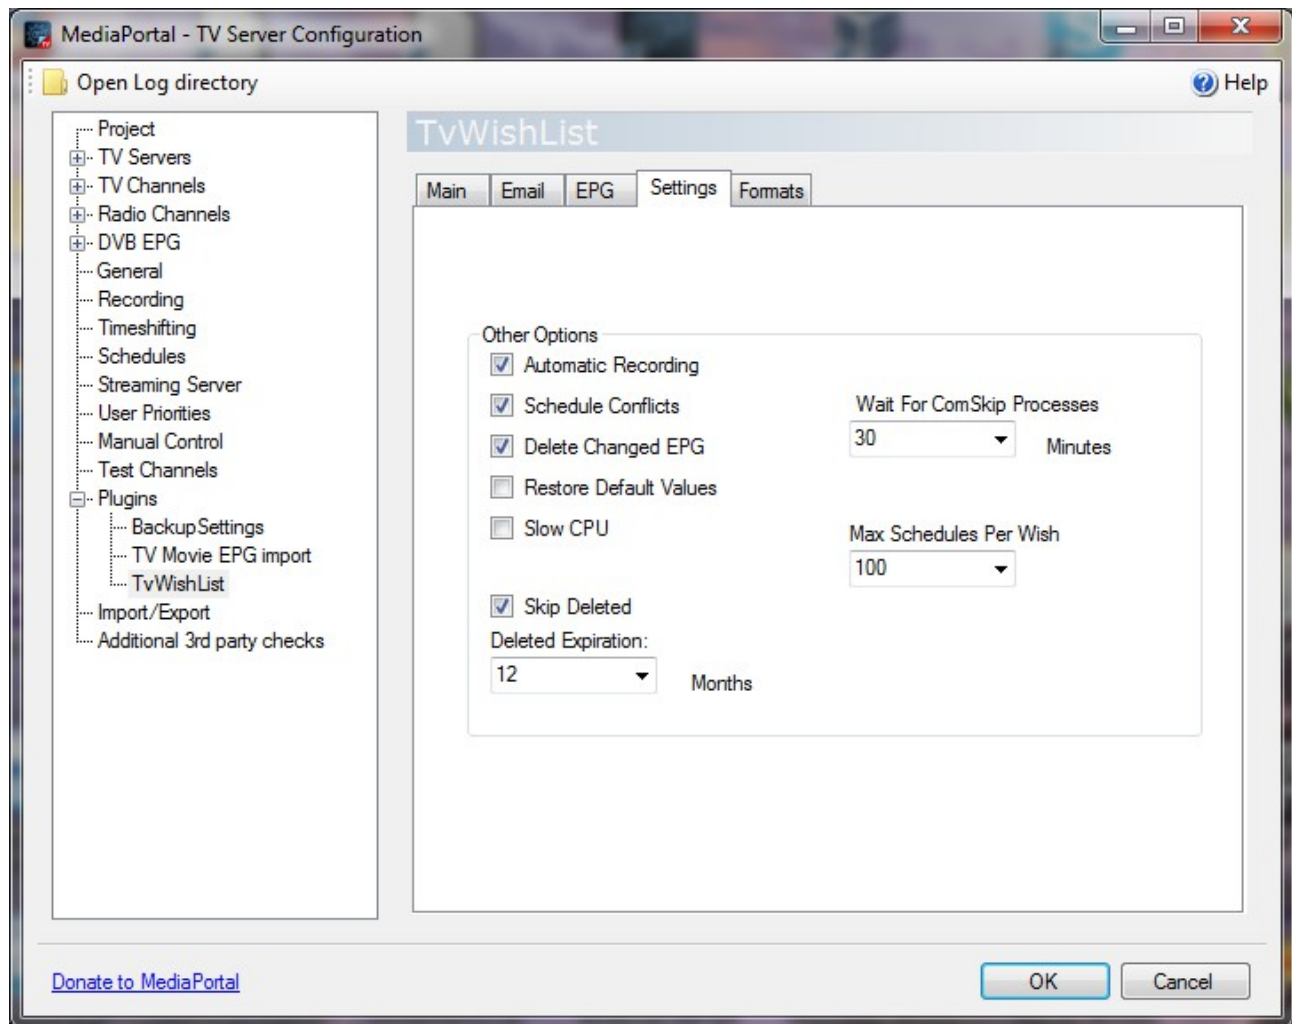 MediaPortal - TV Server Configuration
Open Log directory
Help
Project
TV Servers
TV Channels
Radio Channels
DVB EPG
General
Recording
Timeshifting
Schedules
Streaming Server
User Priorities
Manual Control
Test Channels
Plugins
BackupSettings
TV Movie EPG import
TvWishList
Import/Export
Additional 3rd party checks
TvWishList
Main Email EPG Settings Formats
Other Options
Automatic Recording
Schedule Conflicts
Delete Changed EPG
Restore Default Values
Slow CPU
Skip Deleted
Deleted Expiration:
12 Months
Wait For ComSkip Processes
30 Minutes
Max Schedules Per Wish
100
Donate to MediaPortal
OK Cancel